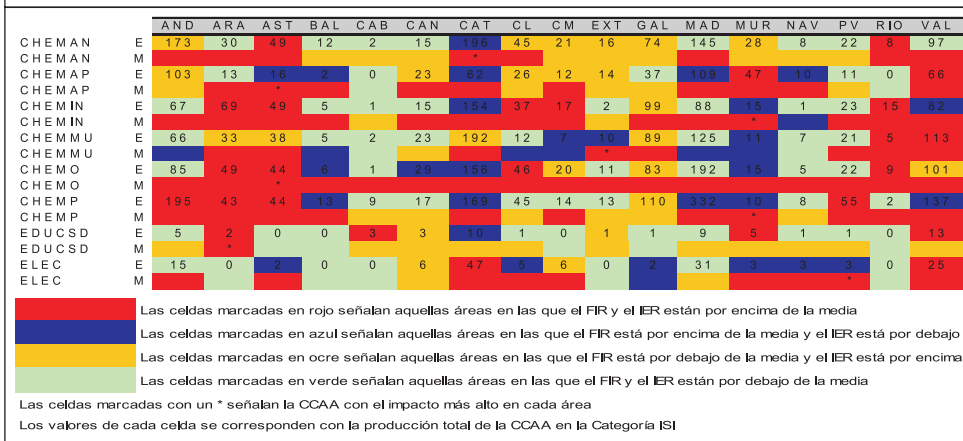 AND ARA AST BAL CAB CAN CAT CL CM EXT GAL MAD MUR NAV PV RIO VAL
CHEMAN E 173 30 49 12 2 15 196 45 21 16 74 145 28 8 22 8 97
CHEMAN M *
CHEMAP E 103 13 16 2 0 23 62 26 12 14 37 109 47 10 11 0 66
CHEMAP M *
CHEMIN E 67 69 49 5 1 15 154 37 17 2 99 88 15 1 23 15 82
CHEMIN M *
CHEMMU E 66 33 38 5 2 23 192 12 7 10 89 125 11 7 21 5 113
CHEMMU M *
CHEMO E 85 49 44 6 1 29 156 46 20 11 83 192 15 5 22 9 101
CHEMO M *
CHEMP E 195 43 44 13 9 17 169 45 14 13 110 332 10 8 55 2 137
CHEMP M *
EDUCSD E 5 2 0 0 3 3 10 1 0 1 1 9 5 1 1 0 13
EDUCSD M *
ELEC E 15 0 2 0 0 6 47 5 6 0 2 31 3 3 3 0 25
ELEC M *
Las celdas marcadas en rojo señalan aquellas áreas en las que el FIR y el IER están por encima de la media
Las celdas marcadas en azul señalan aquellas áreas en las que el FIR está por encima de la media y el IER está por debajo
Las celdas marcadas en ocre señalan aquellas áreas en las que el FIR está por debajo de la media y el IER está por encima
Las celdas marcadas en verde señalan aquellas áreas en las que el FIR y el IER están por debajo de la media
Las celdas marcadas con un * señalan la CCAA con el impacto más alto en cada área
Los valores de cada celda se corresponden con la producción total de la CCAA en la Categoría ISI